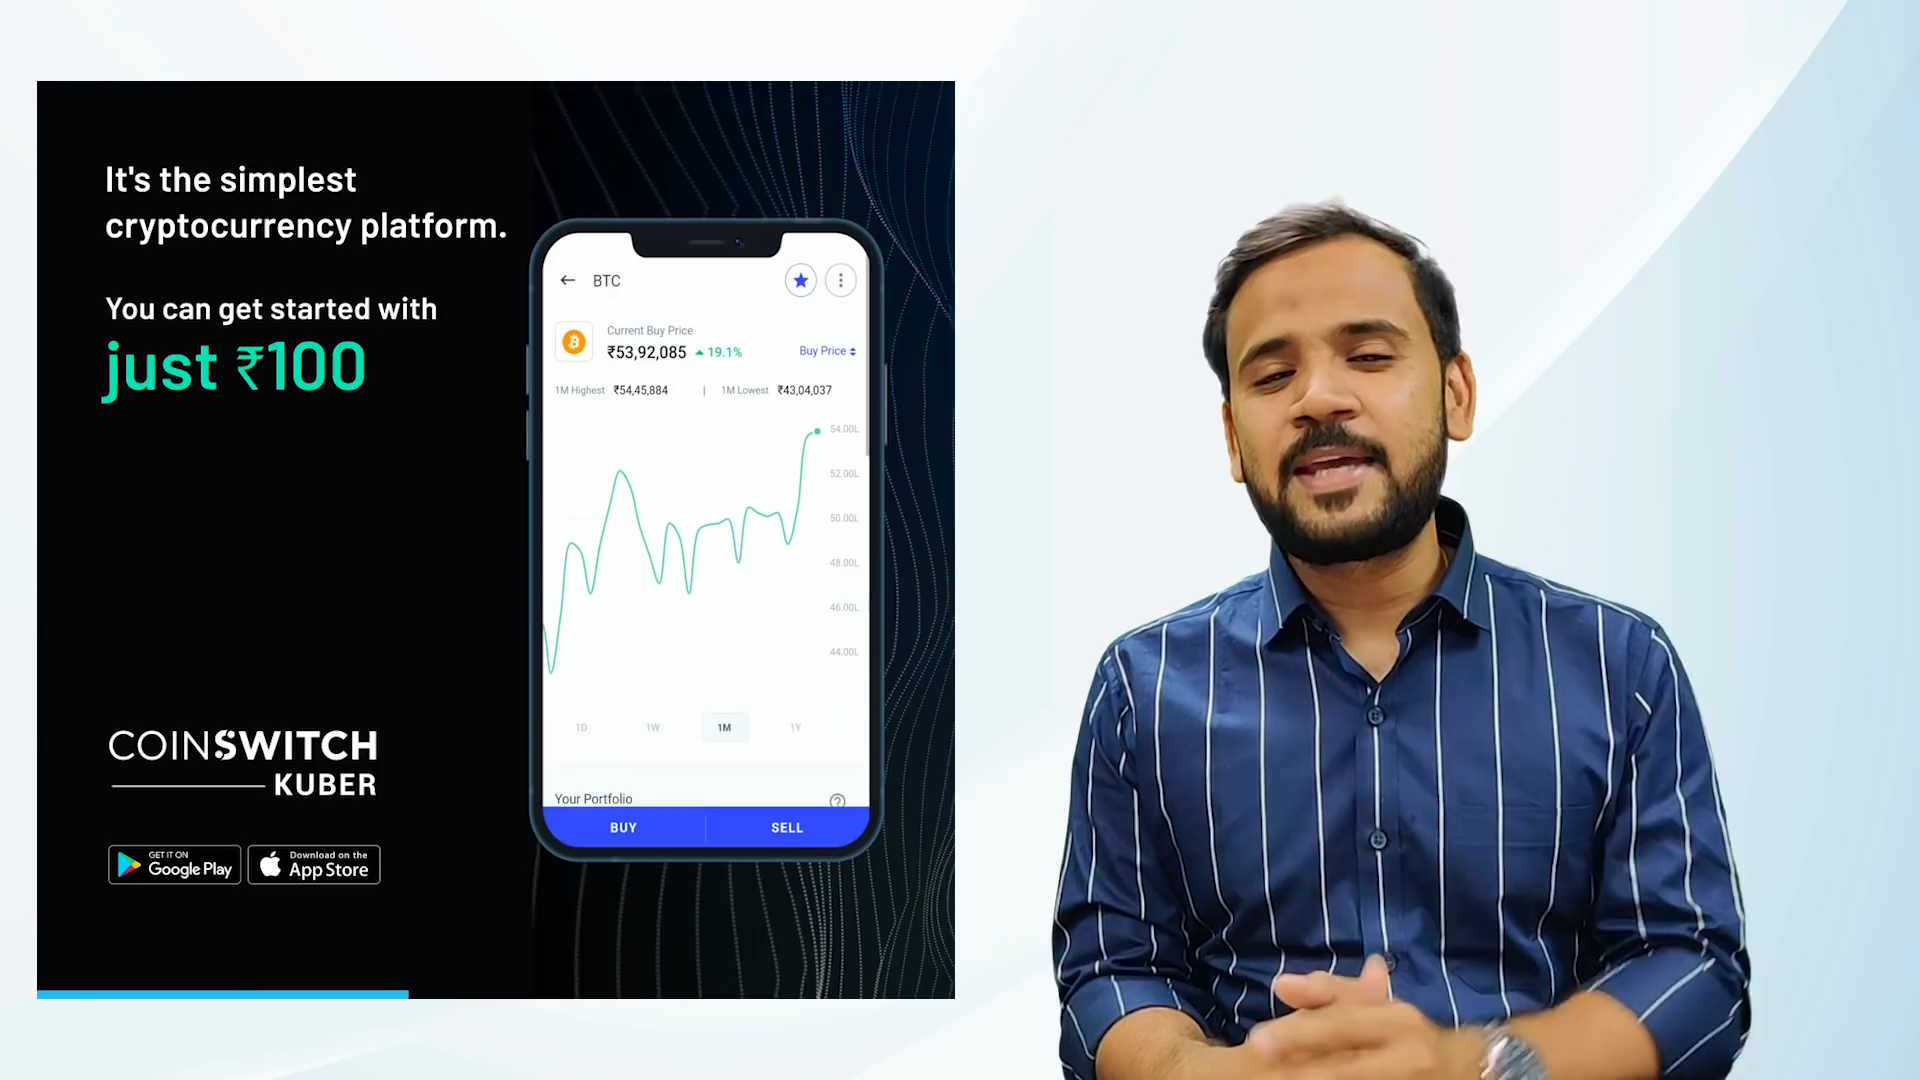 It's the simplest
cryptocurrency platform.
You can get started with
just ₹100
COINSWITCH
KUBER
GET IT ON
Google Play
Download on the
App Store
BTC
Current Buy Price
₹53,92,085 19.1%
Buy Price
1M Highest ₹54,45,884 | 1M Lowest ₹43,04,037
54.00L
52.00L
50.00L
48.00L
46.00L
44.00L
1D 1W 1M 1Y
Your Portfolio
BUY SELL